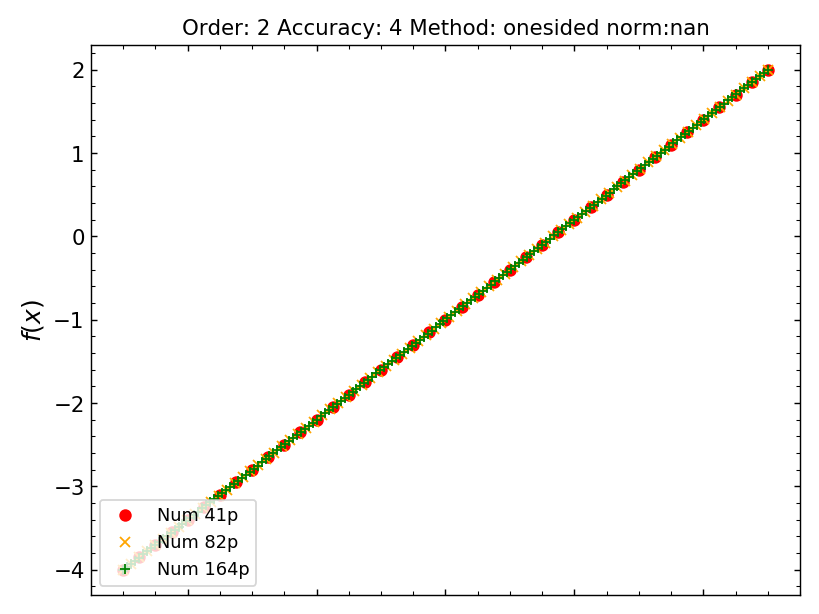 Order: 2 Accuracy: 4 Method: onesided norm:nan
2
1
0
−1
−2
−3
−4
f(x)
Num 41p
Num 82p
Num 164p